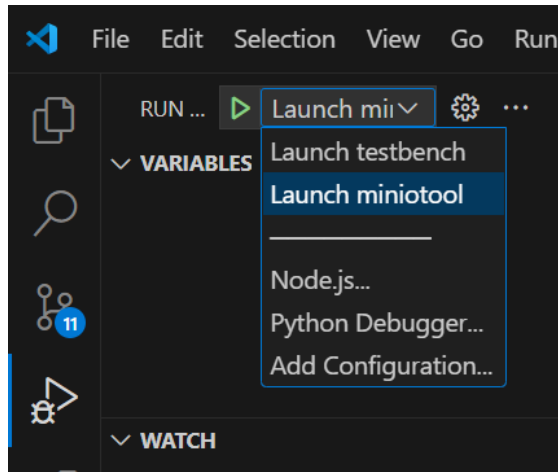 File Edit Selection View Go Run
RUN ... Launch mi
Launch testbench
VARIABLES
Launch miniotool
Node.js...
11
Python Debugger...
Add Configuration...
WATCH